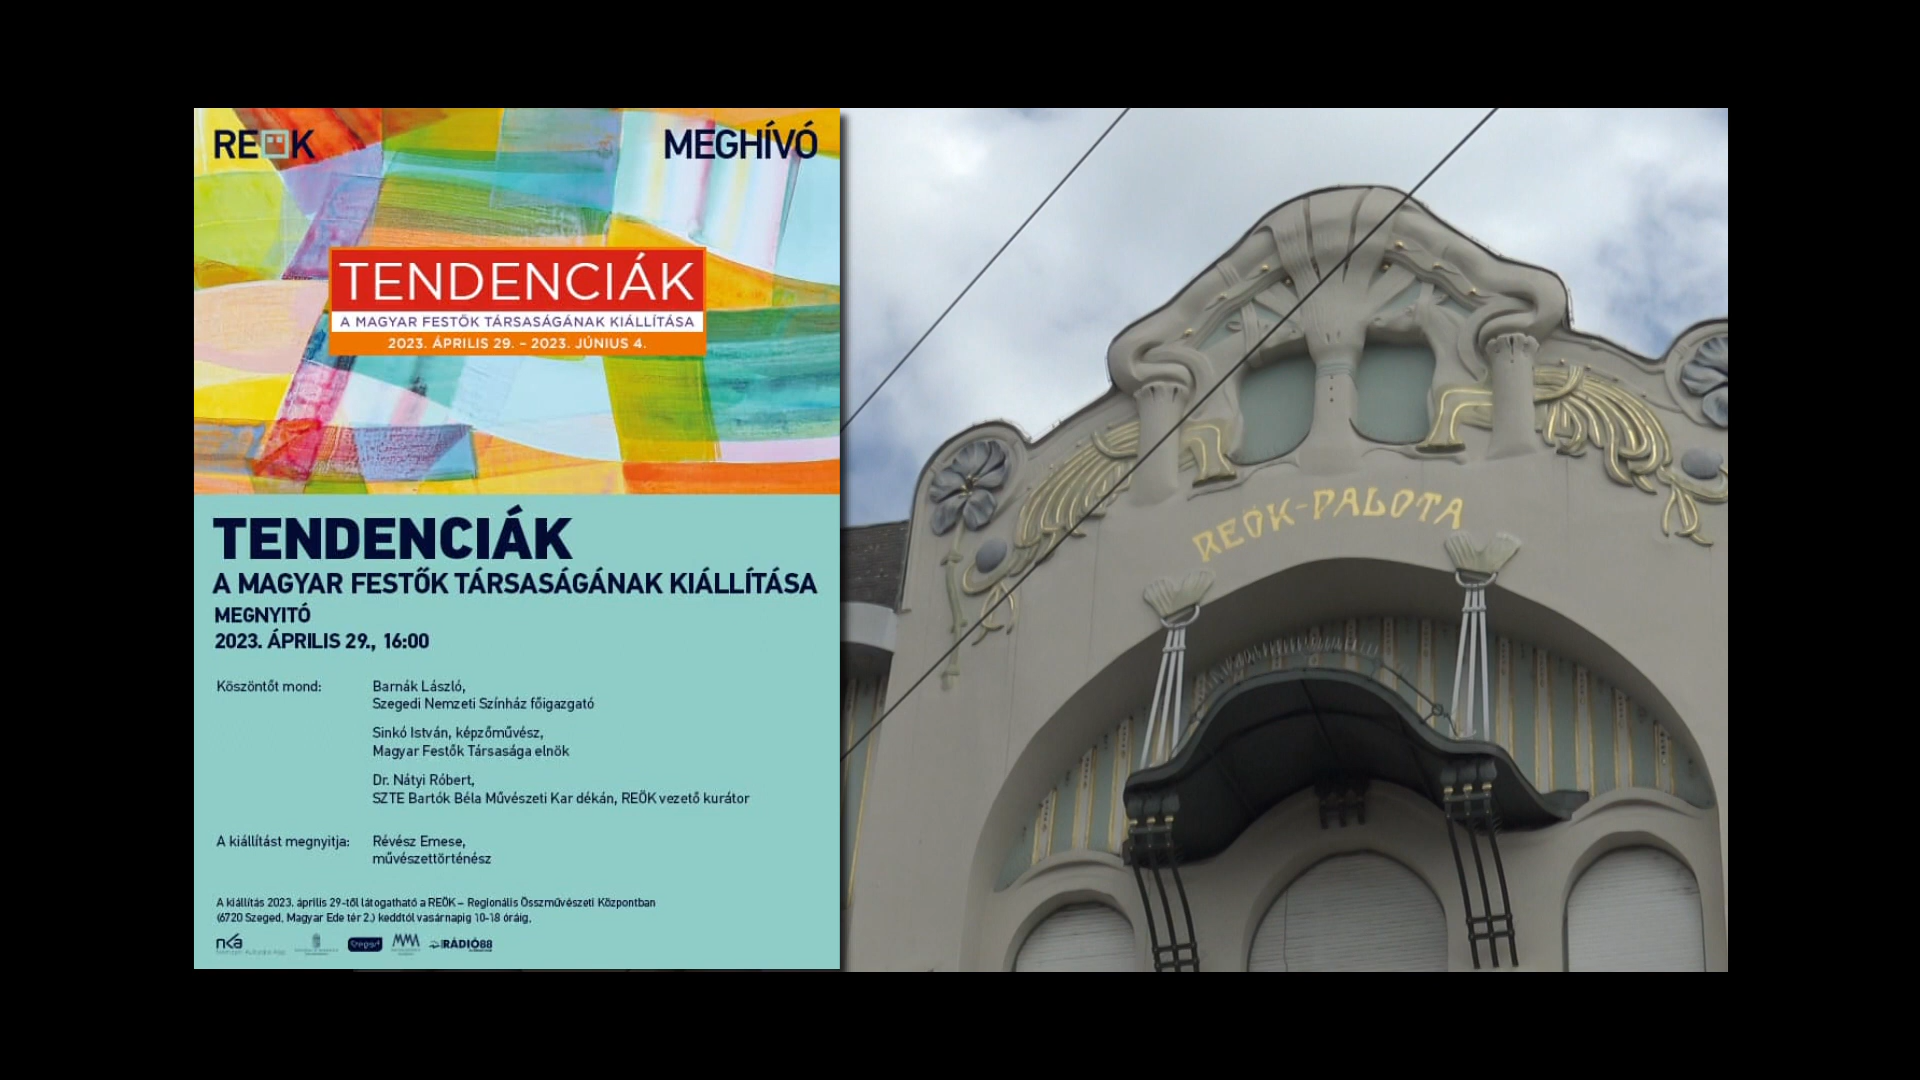 REÖK
MEGHÍVÓ
TENDENCIÁK
A MAGYAR FESTŐK TÁRSASÁGÁNAK KIÁLLÍTÁSA
2023. ÁPRILIS 29. – 2023. JÚNIUS 4.
TENDENCIÁK
A MAGYAR FESTŐK TÁRSASÁGÁNAK KIÁLLÍTÁSA
MEGNYITÓ
2023. ÁPRILIS 29., 16:00
Köszöntőt mond: Barnák László,
Szegedi Nemzeti Színház főigazgató
Sinkó István, képzőművész,
Magyar Festők Társasága elnök
Dr. Nátyi Róbert,
SZTE Bartók Béla Művészeti Kar dékán, REÖK vezető kurátor
A kiállítást megnyitja: Révész Emese,
művészettörténész
A kiállítás 2023. április 29-től látogatható a REÖK – Regionális Összművészeti Központban
(6720 Szeged, Magyar Ede tér 2.) keddtől vasárnapig 10-18 óráig.
nka
Szeged
MMA
RÁDIÓ88
REÖK-PALOTA